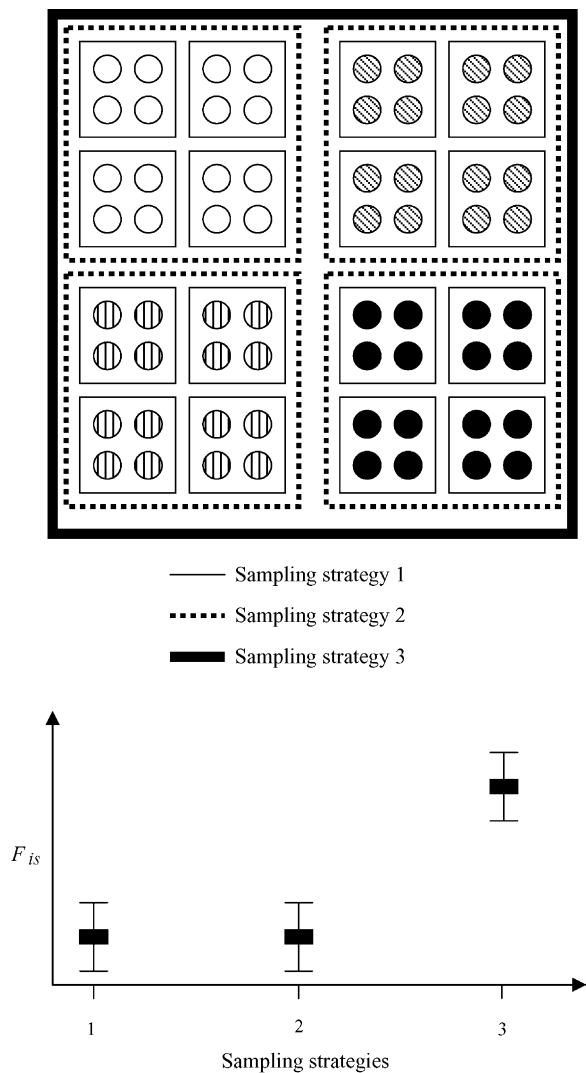 Sampling strategy 1
Sampling strategy 2
Sampling strategy 3
F is
1 2 3
Sampling strategies